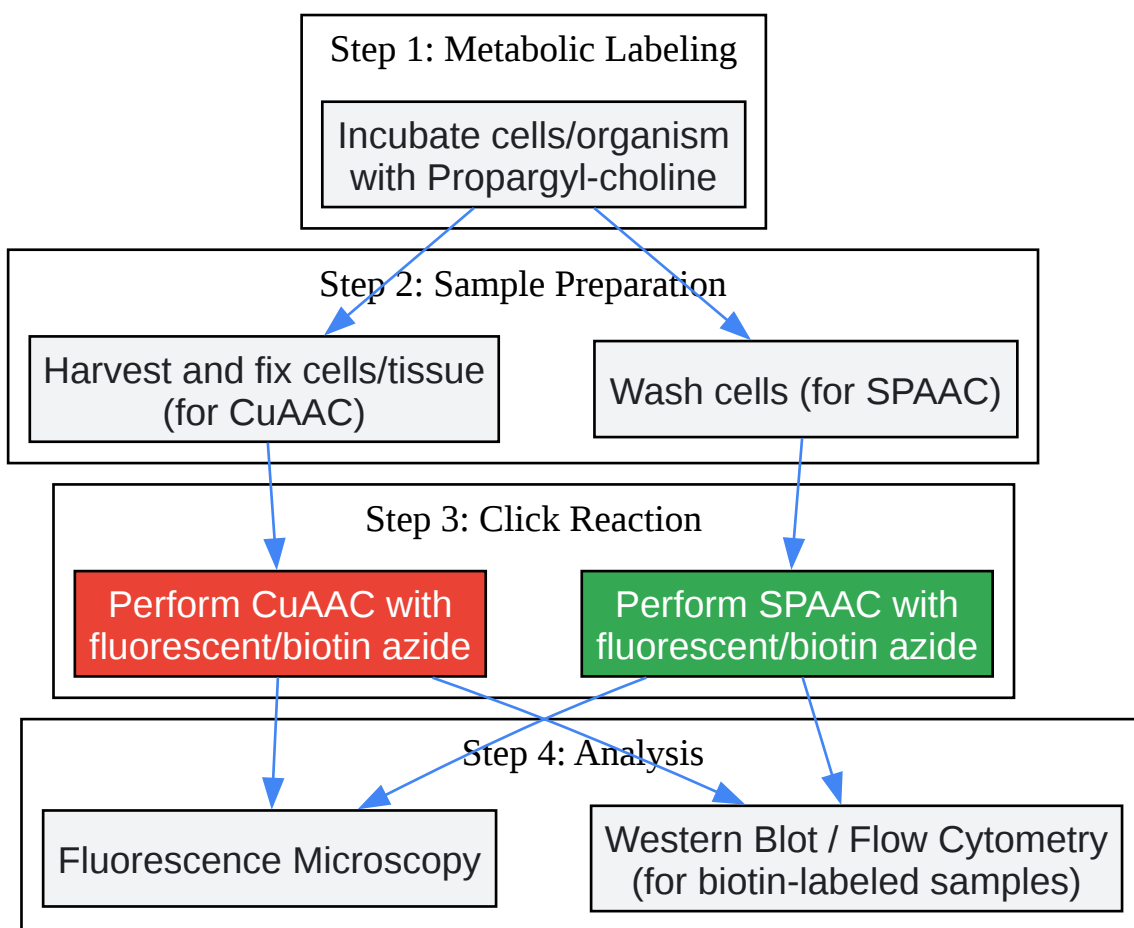 Step 1: Metabolic Labeling
Incubate cells/organism
with Propargyl-choline
Step 2: Sample Preparation
Harvest and fix cells/tissue
(for CuAAC)
Wash cells (for SPAAC)
Step 3: Click Reaction
Perform CuAAC with
fluorescent/biotin azide
Perform SPAAC with
fluorescent/biotin azide
Step 4: Analysis
Fluorescence Microscopy
Western Blot / Flow Cytometry
(for biotin-labeled samples)